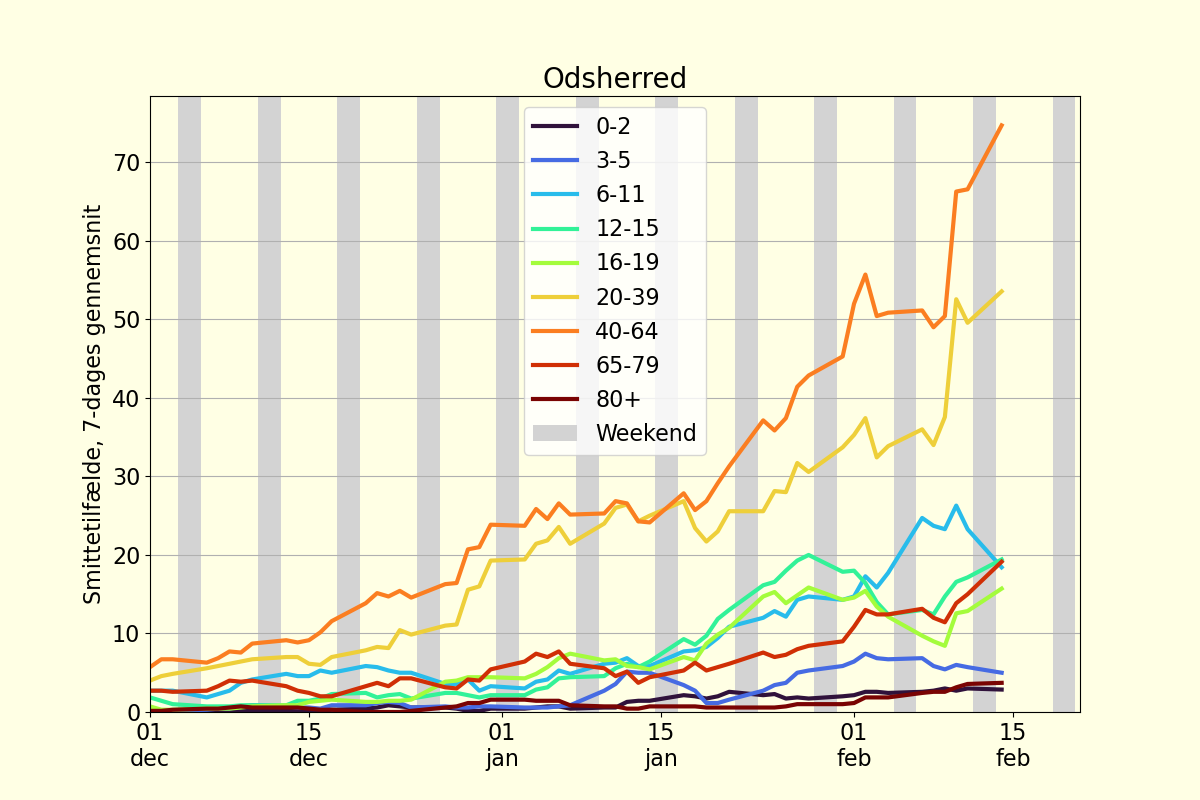 Odsherred
Smittetilfælde, 7-dages gennemsnit
70
60
50
40
30
20
10
0
0-2
3-5
6-11
12-15
16-19
20-39
40-64
65-79
80+
Weekend
01 dec
15 dec
01 jan
15 jan
01 feb
15 feb